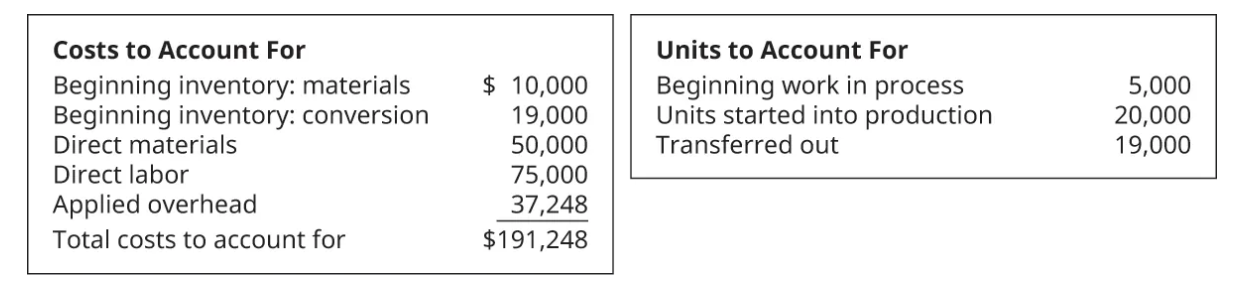 Costs to Account For
Beginning inventory: materials $ 10,000
Beginning inventory: conversion 19,000
Direct materials 50,000
Direct labor 75,000
Applied overhead 37,248
Total costs to account for $191,248
Units to Account For
Beginning work in process 5,000
Units started into production 20,000
Transferred out 19,000